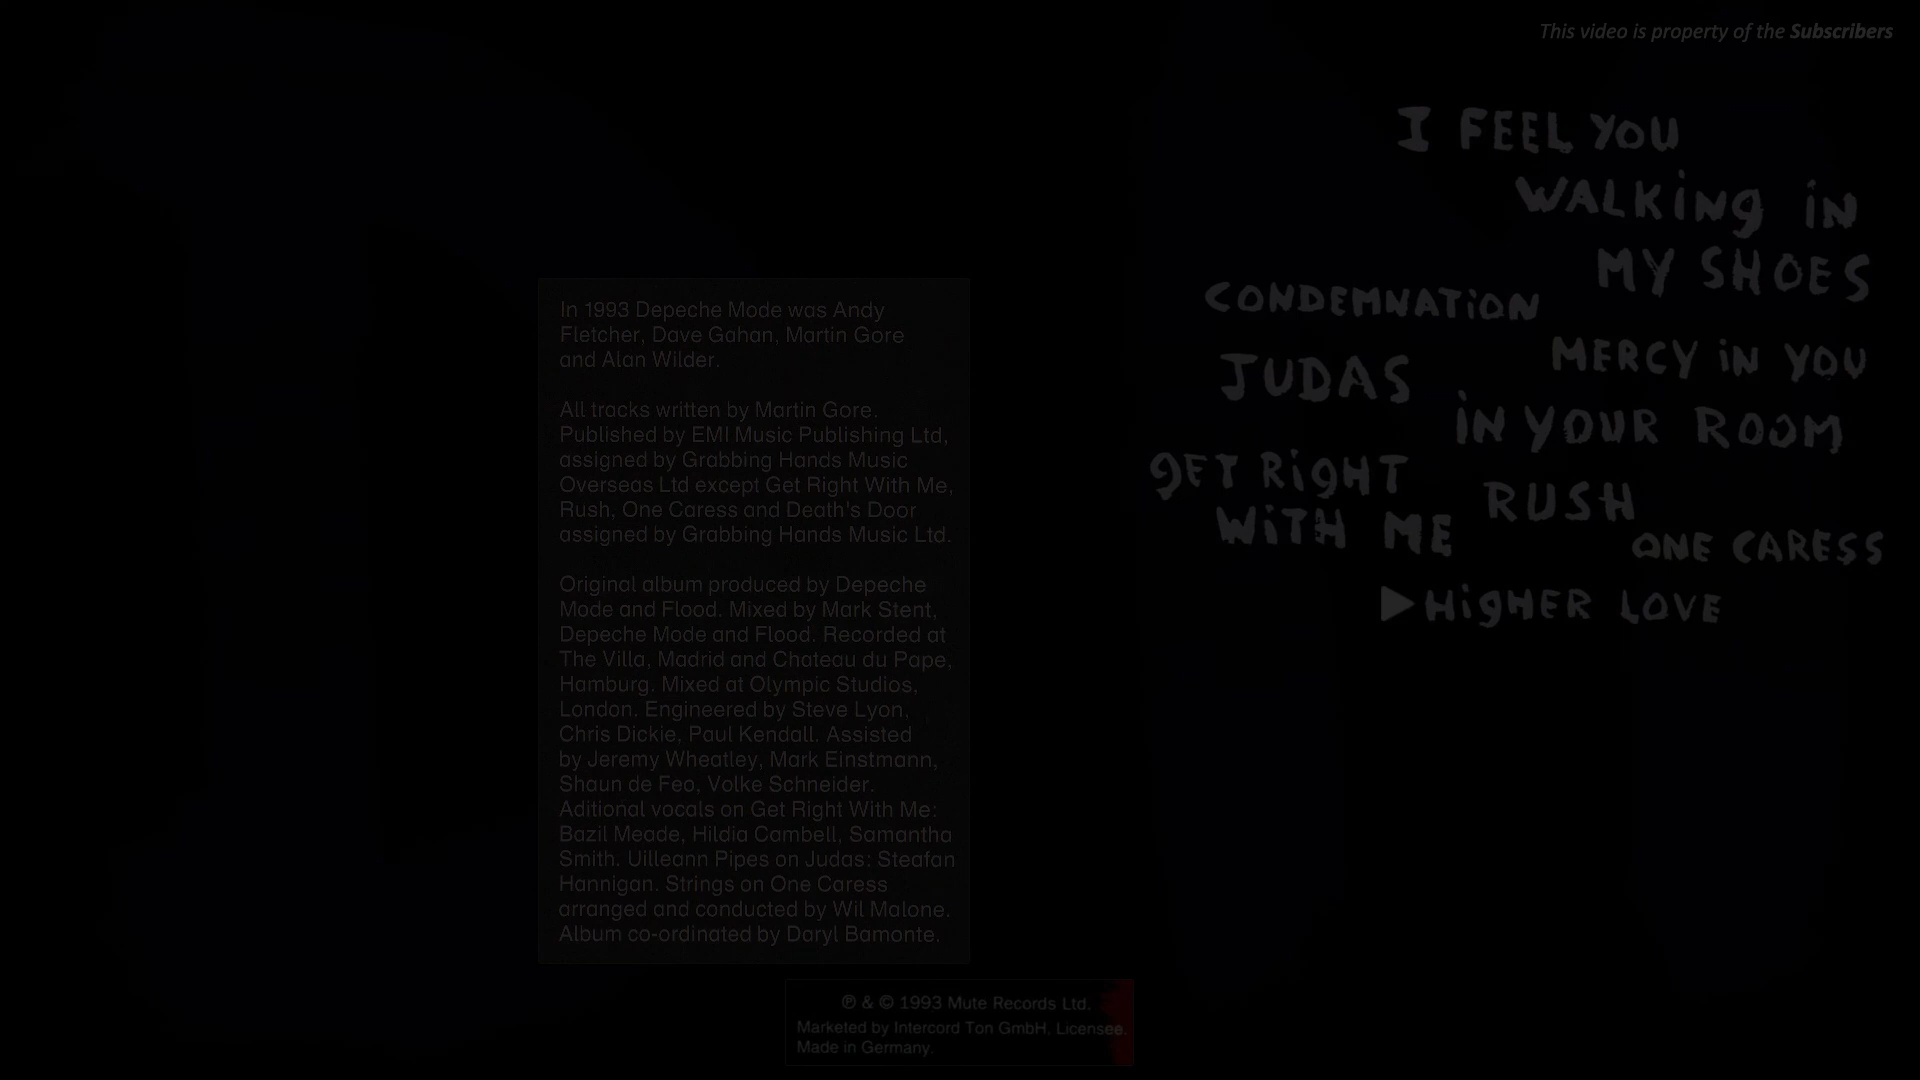 This video is property of the Subscribers
I FEEL YOU
WALKiNg iN
MY SHOES
CONDEMNATiON
MERCY iN YOU
JUDAS
iN YOUR ROOM
gET RigHT
WiTH ME
RUSH
ONE CARESS
▶HigHER LOVE
In 1993 Depeche Mode was Andy
Fletcher, Dave Gahan, Martin Gore
and Alan Wilder.
All tracks written by Martin Gore.
Published by EMI Music Publishing Ltd,
assigned by Grabbing Hands Music
Overseas Ltd except Get Right With Me,
Rush, One Caress and Death's Door
assigned by Grabbing Hands Music Ltd.
Original album produced by Depeche
Mode and Flood. Mixed by Mark Stent,
Depeche Mode and Flood. Recorded at
The Villa, Madrid and Chateau du Pape,
Hamburg. Mixed at Olympic Studios,
London. Engineered by Steve Lyon,
Chris Dickie, Paul Kendall. Assisted
by Jeremy Wheatley, Mark Einstmann,
Shaun de Feo, Volke Schneider.
Aditional vocals on Get Right With Me:
Bazil Meade, Hildia Cambell, Samantha
Smith. Uilleann Pipes on Judas: Steafan
Hannigan. Strings on One Caress
arranged and conducted by Wil Malone.
Album co-ordinated by Daryl Bamonte.
℗ & © 1993 Mute Records Ltd.
Marketed by Intercord Ton GmbH. Licensee.
Made in Germany.